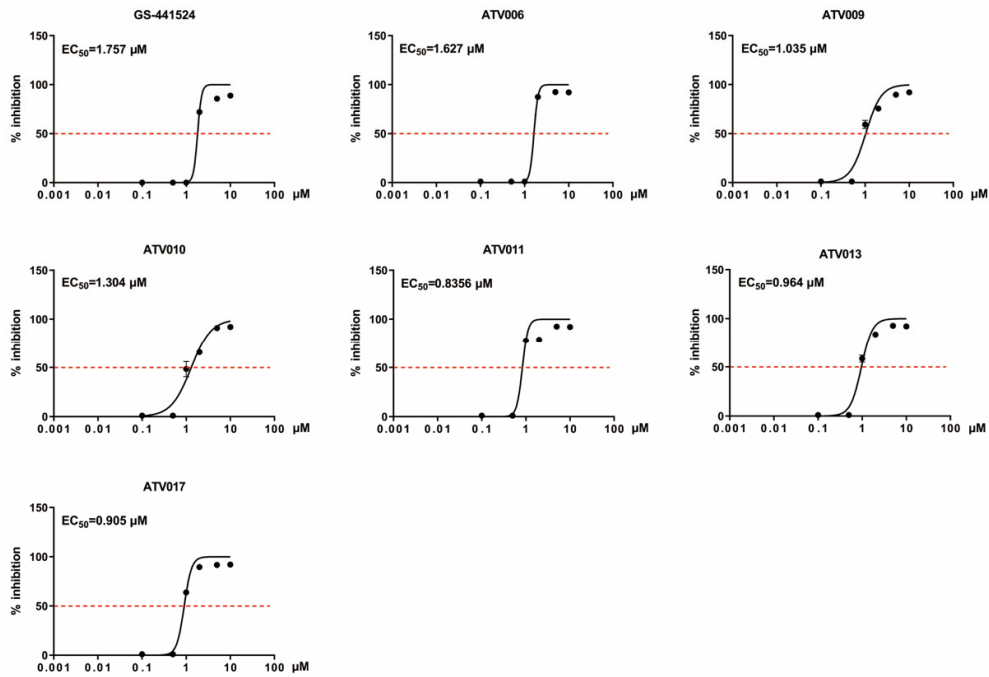 GS-441524
EC50=1.757 µM
% inhibition
150
100
50
0
0.001 0.01 0.1 1 10 100 µM
ATV006
EC50=1.627 µM
% inhibition
150
100
50
0
0.001 0.01 0.1 1 10 100 µM
ATV009
EC50=1.035 µM
% inhibition
150
100
50
0
0.001 0.01 0.1 1 10 100 µM
ATV010
EC50=1.304 µM
% inhibition
150
100
50
0
0.001 0.01 0.1 1 10 100 µM
ATV011
EC50=0.8356 µM
% inhibition
150
100
50
0
0.001 0.01 0.1 1 10 100 µM
ATV013
EC50=0.964 µM
% inhibition
150
100
50
0
0.001 0.01 0.1 1 10 100 µM
ATV017
EC50=0.905 µM
% inhibition
150
100
50
0
0.001 0.01 0.1 1 10 100 µM